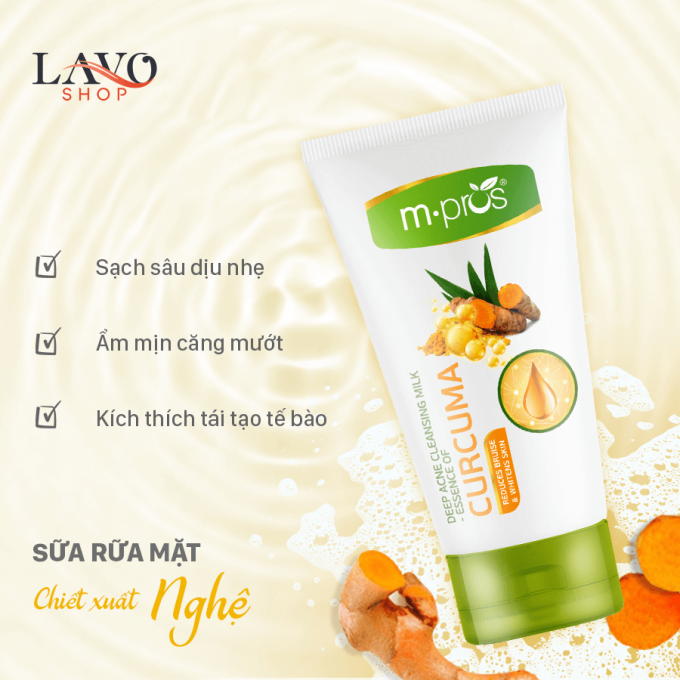 LAVO
SHOP
Sạch sâu dịu nhẹ
Ẩm mịn căng mướt
Kích thích tái tạo tế bào
SỮA RỬA MẶT
Chiết xuất Nghệ
m·pros®
DEEP ACNE CLEANSING MILK
- ESSENCE OF
CURCUMA
REDUCES BRUISE
& WHITENS SKIN